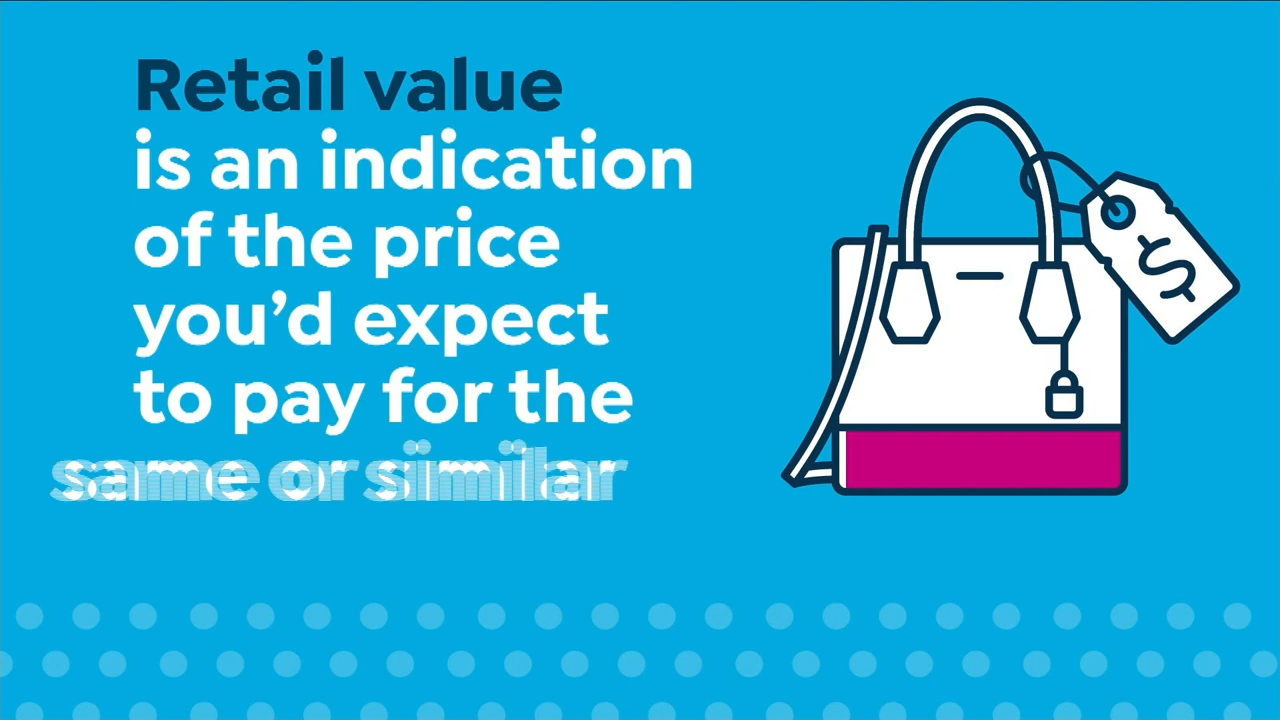 Retail value
is an indication
of the price
you’d expect
to pay for the
same or similar
$